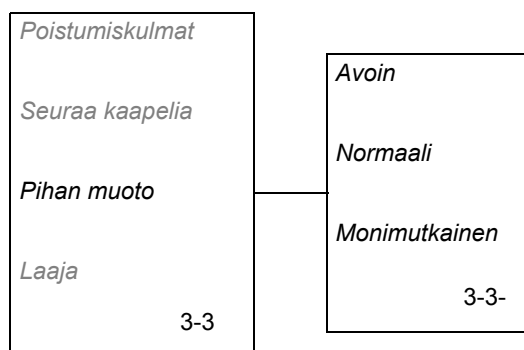 Poistumiskulmat
Seuraa kaapelia
Pihan muoto
Laaja
3-3
Avoin
Normaali
Monimutkainen
3-3-